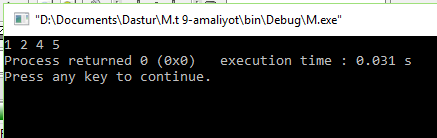 "D:\Documents\Dastur\M.t 9-amaliyot\bin\Debug\M.exe"
1 2 4 5
Process returned 0 (0x0)   execution time : 0.031 s
Press any key to continue.